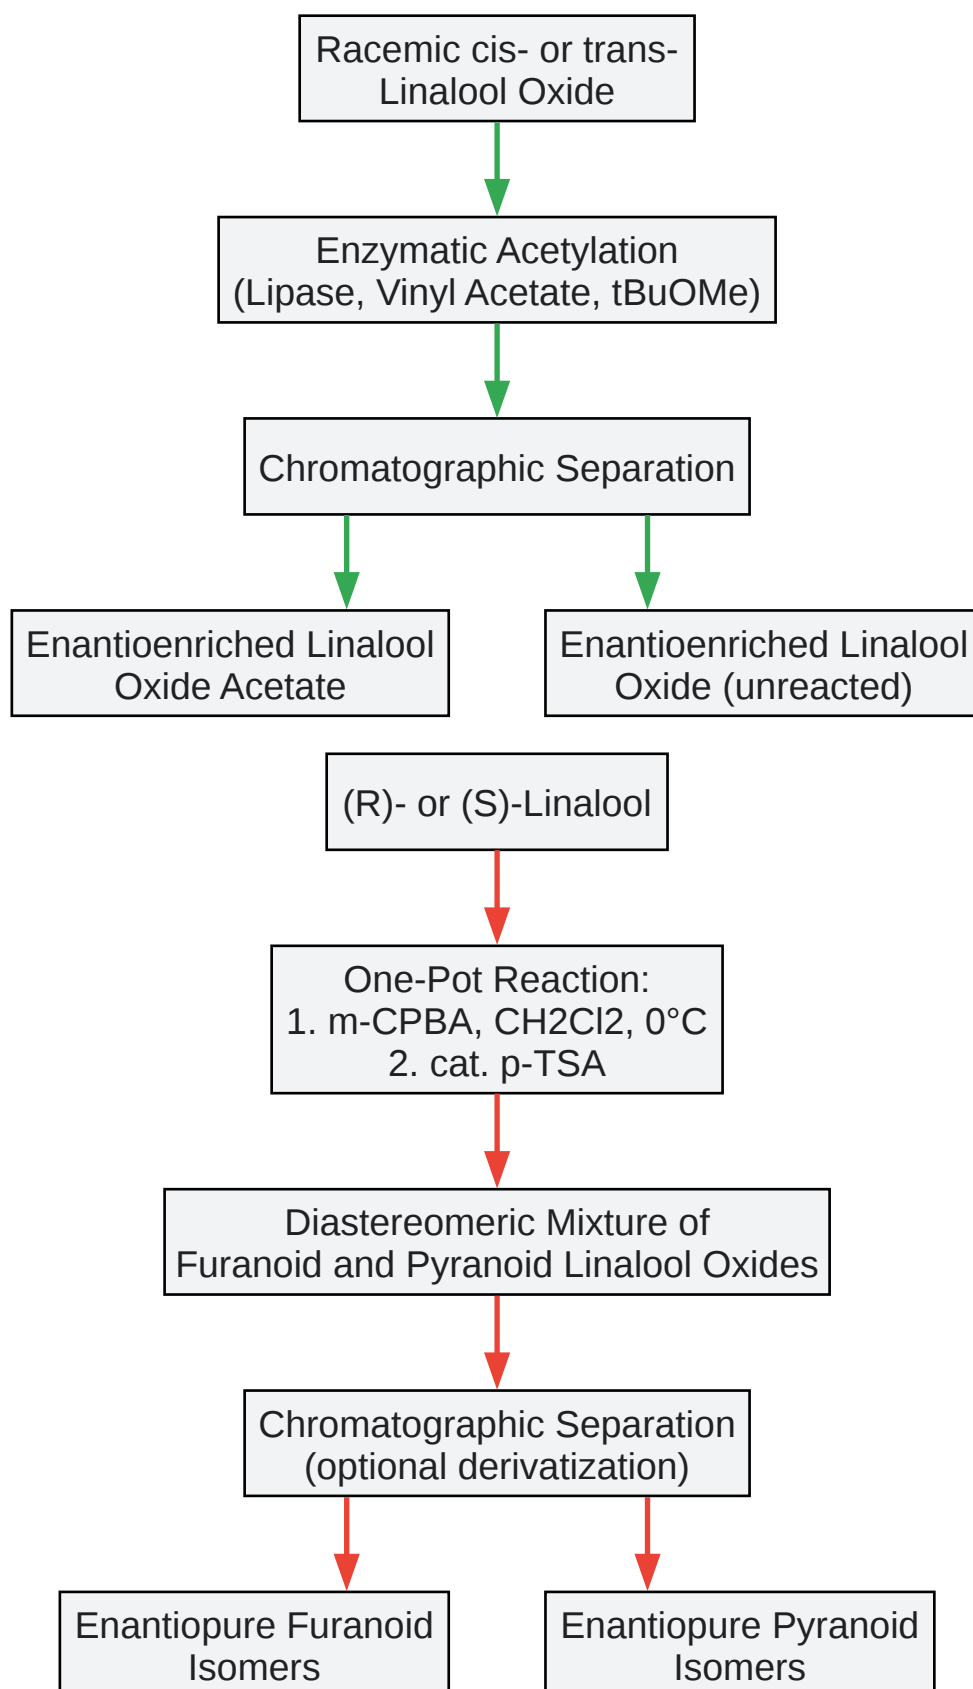 Racemic cis- or trans-
Linalool Oxide
Enzymatic Acetylation
(Lipase, Vinyl Acetate, tBuOMe)
Chromatographic Separation
Enantioenriched Linalool
Oxide Acetate
Enantioenriched Linalool
Oxide (unreacted)
(R)- or (S)-Linalool
One-Pot Reaction:
1. m-CPBA, CH2Cl2, 0°C
2. cat. p-TSA
Diastereomeric Mixture of
Furanoid and Pyranoid Linalool Oxides
Chromatographic Separation
(optional derivatization)
Enantiopure Furanoid
Isomers
Enantiopure Pyranoid
Isomers